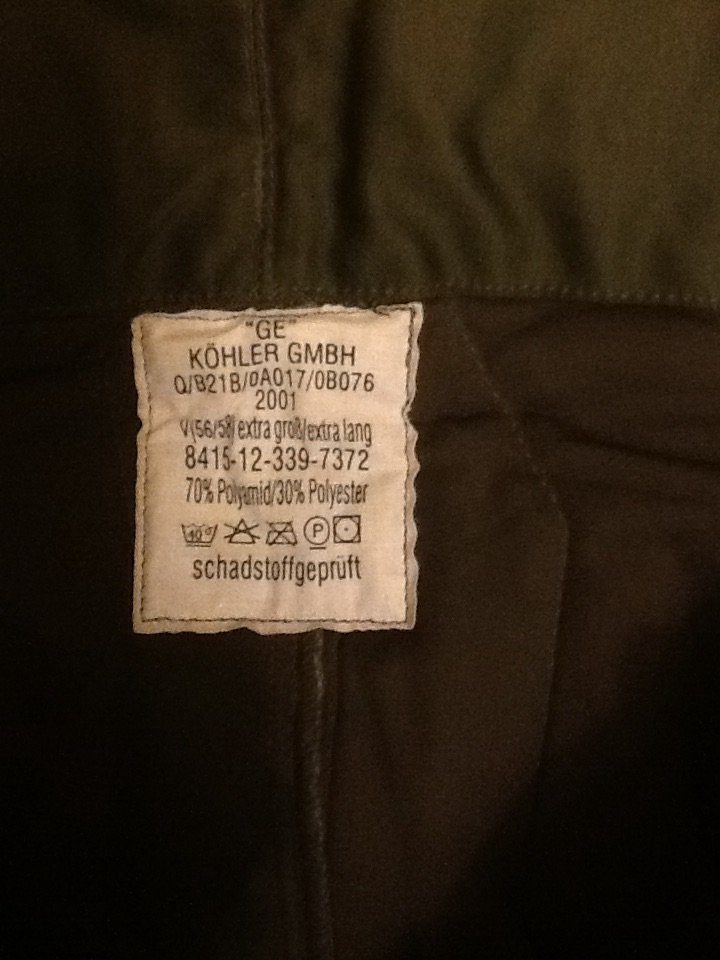 "GE"
KÖHLER GMBH
Q/B21B/0A017/0B076
2001
V(56/58)extra groß/extra lang
8415-12-339-7372
70% Polyamid/30% Polyester
40° P
schadstoffgeprüft